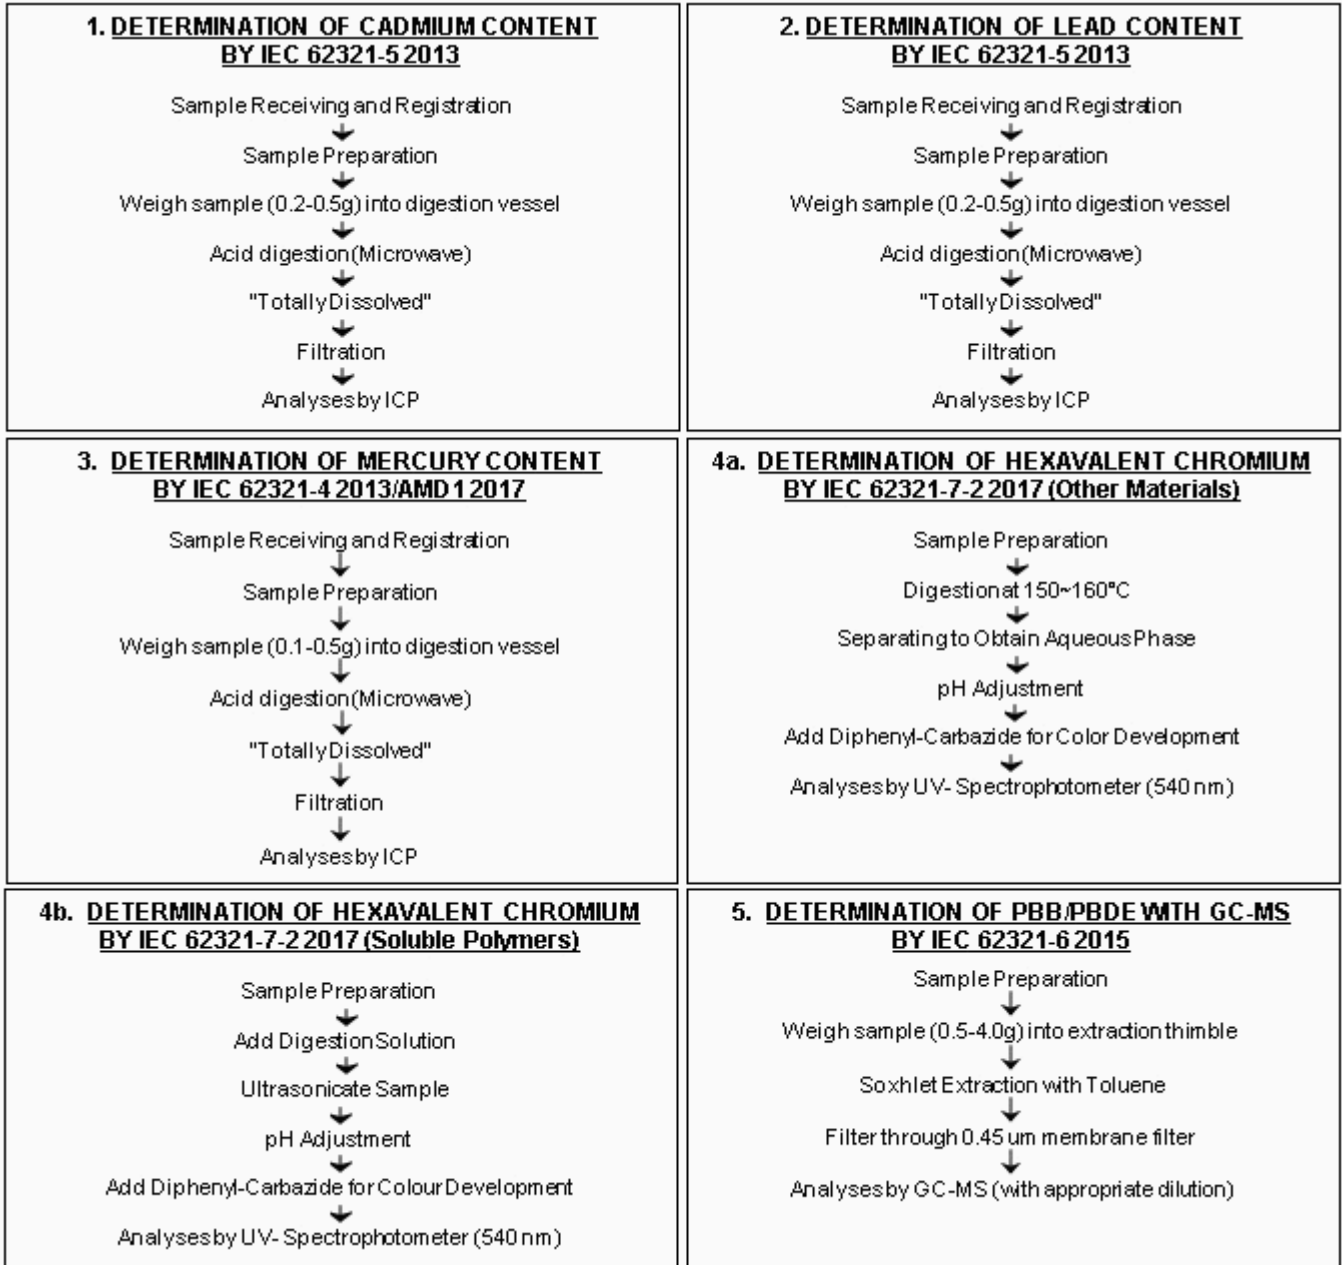 1. DETERMINATION OF CADMIUM CONTENT
BY IEC 62321-5 2013
Sample Receiving and Registration
Sample Preparation
Weigh sample (0.2-0.5g) into digestion vessel
Acid digestion (Microwave)
"Totally Dissolved"
Filtration
Analyses by ICP
2. DETERMINATION OF LEAD CONTENT
BY IEC 62321-5 2013
Sample Receiving and Registration
Sample Preparation
Weigh sample (0.2-0.5g) into digestion vessel
Acid digestion (Microwave)
"Totally Dissolved"
Filtration
Analyses by ICP
3. DETERMINATION OF MERCURY CONTENT
BY IEC 62321-4 2013/AMD1 2017
Sample Receiving and Registration
Sample Preparation
Weigh sample (0.1-0.5g) into digestion vessel
Acid digestion (Microwave)
"Totally Dissolved"
Filtration
Analyses by ICP
4a. DETERMINATION OF HEXAVALENT CHROMIUM
BY IEC 62321-7-2 2017 (Other Materials)
Sample Preparation
Digestion at 150~160°C
Separating to Obtain Aqueous Phase
pH Adjustment
Add Diphenyl-Carbazide for Color Development
Analyses by UV- Spectrophotometer (540 nm)
4b. DETERMINATION OF HEXAVALENT CHROMIUM
BY IEC 62321-7-2 2017 (Soluble Polymers)
Sample Preparation
Add Digestion Solution
Ultrasonicate Sample
pH Adjustment
Add Diphenyl-Carbazide for Colour Development
Analyses by UV- Spectrophotometer (540 nm)
5. DETERMINATION OF PBB/PBDE WITH GC-MS
BY IEC 62321-6 2015
Sample Preparation
Weigh sample (0.5-4.0g) into extraction thimble
Soxhlet Extraction with Toluene
Filter through 0.45 um membrane filter
Analyses by GC-MS (with appropriate dilution)